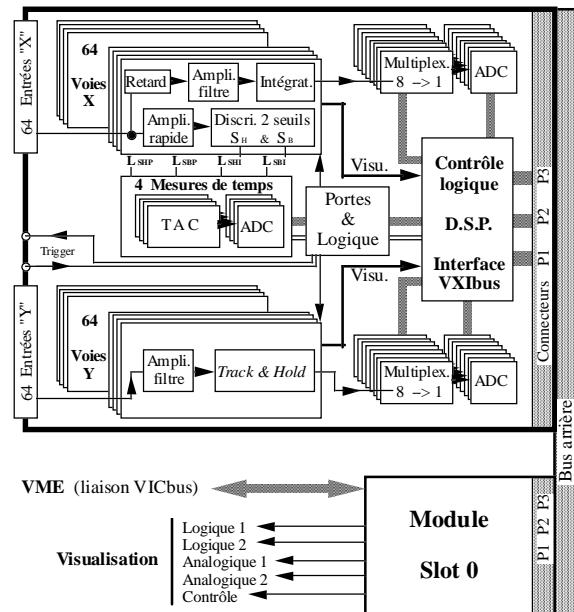 64 Entrées "X"
64
Voies
X
Retard
Ampli.
filtre
Intégrat.
Ampli.
rapide
Discri. 2 seuils
SH & SB
Multiplex.
8 --> 1
ADC
LSHP LSBP LSHI LSBI
4 Mesures de temps
TAC
ADC
Trigger
Portes
&
Logique
Visu.
Visu.
Contrôle
logique
D.S.P.
Interface
VXIbus
P3
P2
P1
Connecteurs
Bus arrière
64 Entrées "Y"
64
Voies
Y
Ampli.
filtre
Track & Hold
Multiplex.
8 --> 1
ADC
VME (liaison VICbus)
Visualisation
Logique 1
Logique 2
Analogique 1
Analogique 2
Contrôle
Module
Slot 0
P1 P2 P3